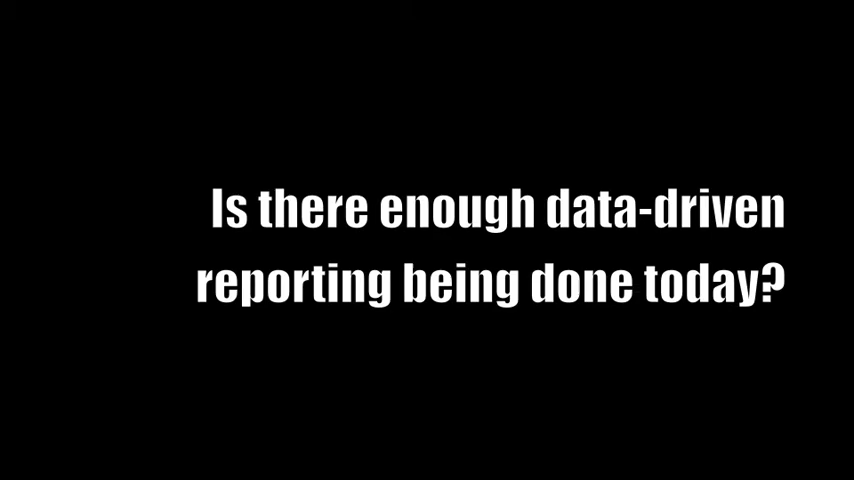 Is there enough data-driven
reporting being done today?